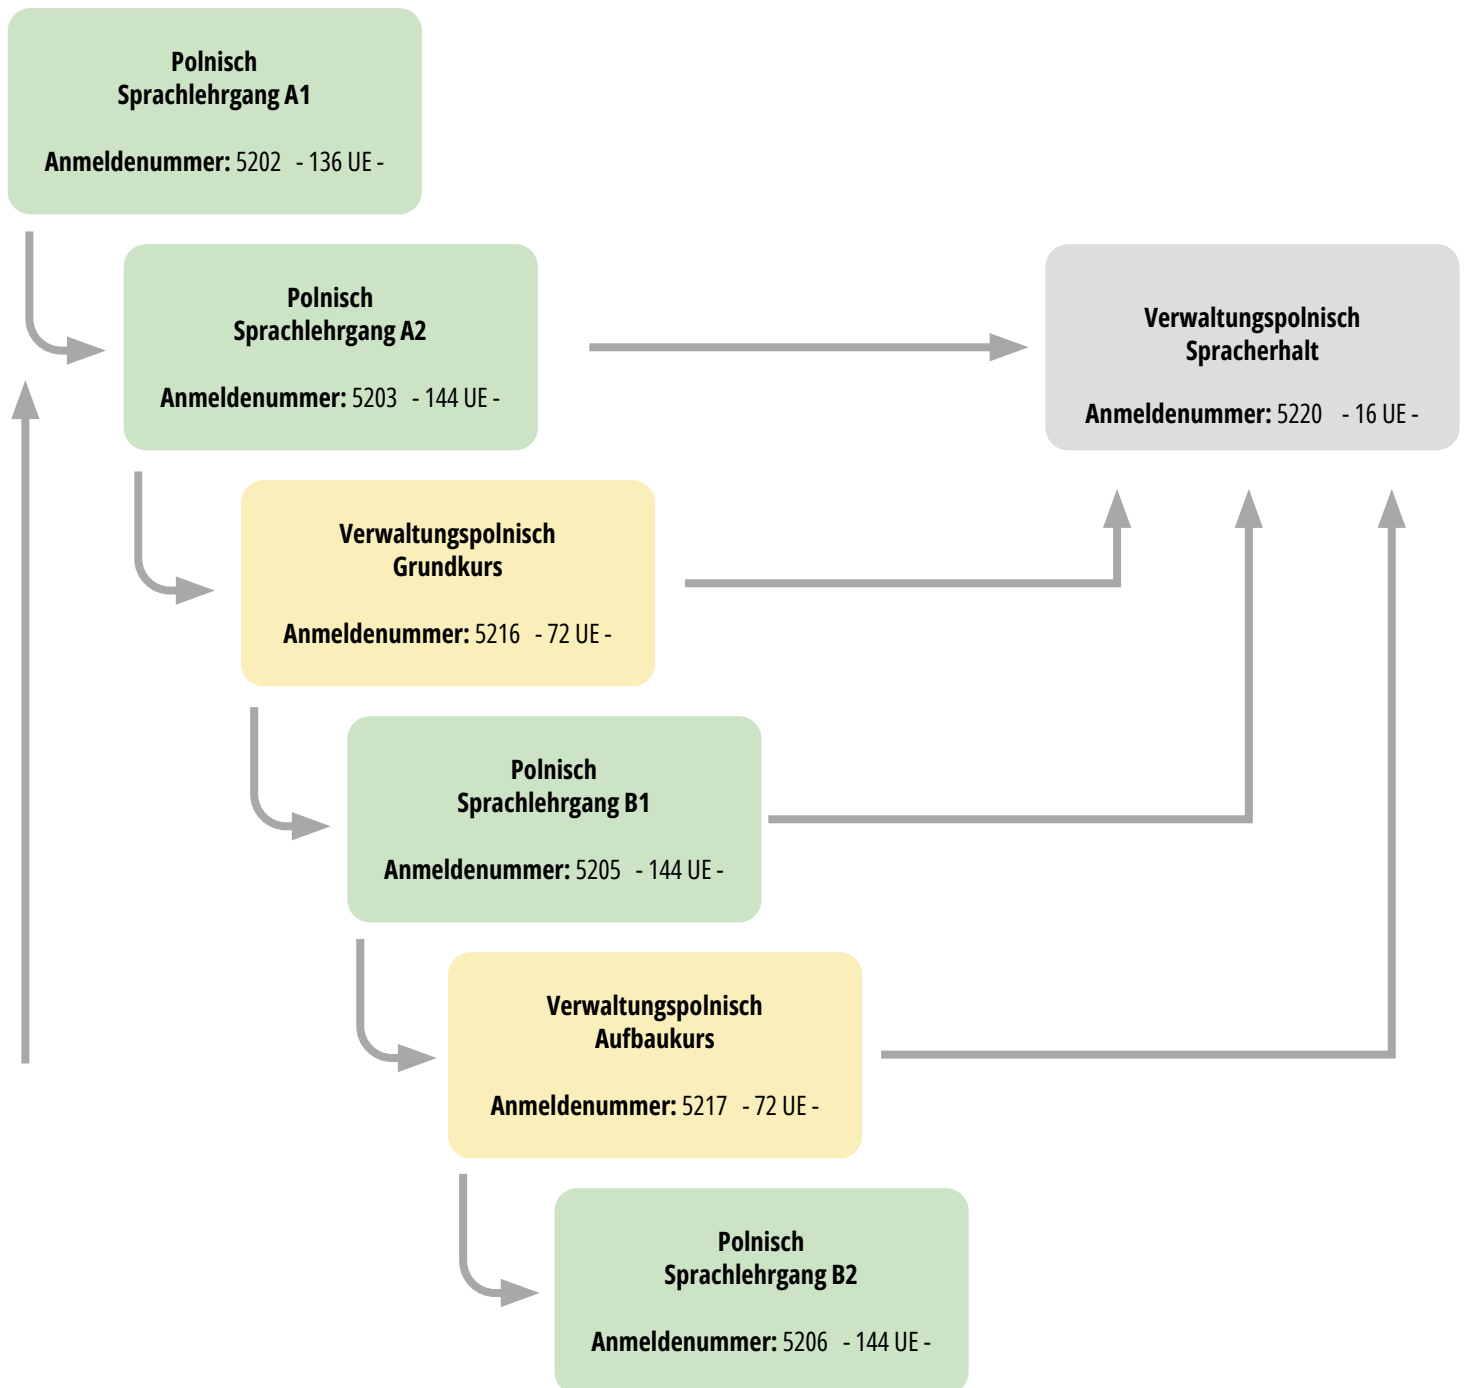 Polnisch
Sprachlehrgang A1
Anmeldenummer: 5202 - 136 UE -
Polnisch
Sprachlehrgang A2
Anmeldenummer: 5203 - 144 UE -
Verwaltungspolnisch
Spracherhalt
Anmeldenummer: 5220 - 16 UE -
Verwaltungspolnisch
Grundkurs
Anmeldenummer: 5216 - 72 UE -
Polnisch
Sprachlehrgang B1
Anmeldenummer: 5205 - 144 UE -
Verwaltungspolnisch
Aufbaukurs
Anmeldenummer: 5217 - 72 UE -
Polnisch
Sprachlehrgang B2
Anmeldenummer: 5206 - 144 UE -